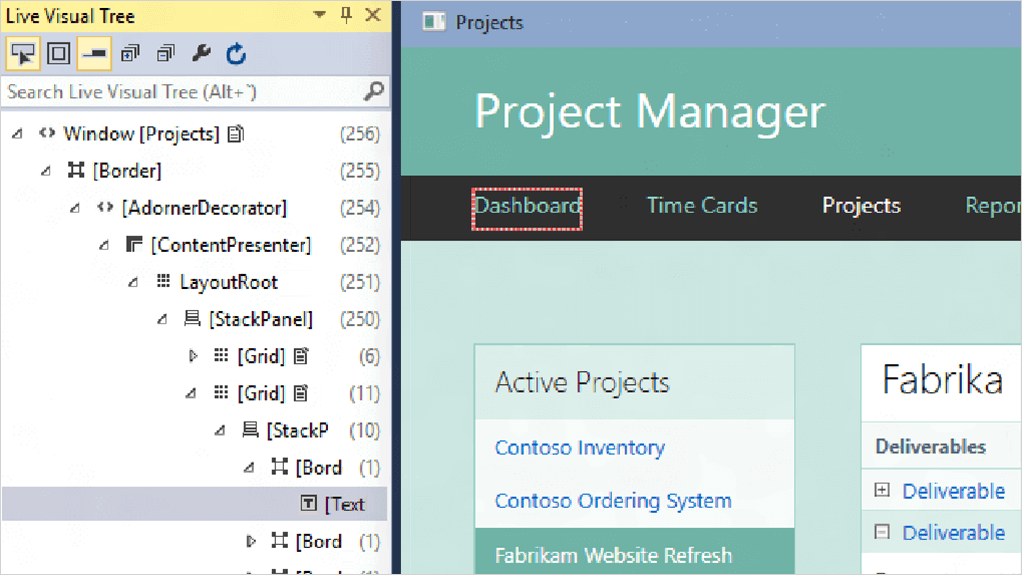 Live Visual Tree
Search Live Visual Tree (Alt+`)
Window [Projects] (256)
[Border] (255)
[AdornerDecorator] (254)
[ContentPresenter] (252)
LayoutRoot (251)
[StackPanel] (250)
[Grid] (6)
[Grid] (11)
[StackP (10)
[Bord (1)
[Text
[Bord (1)
Projects
Project Manager
Dashboard Time Cards Projects Repor
Active Projects
Contoso Inventory
Contoso Ordering System
Fabrikam Website Refresh
Fabrika
Deliverables
Deliverable
Deliverable